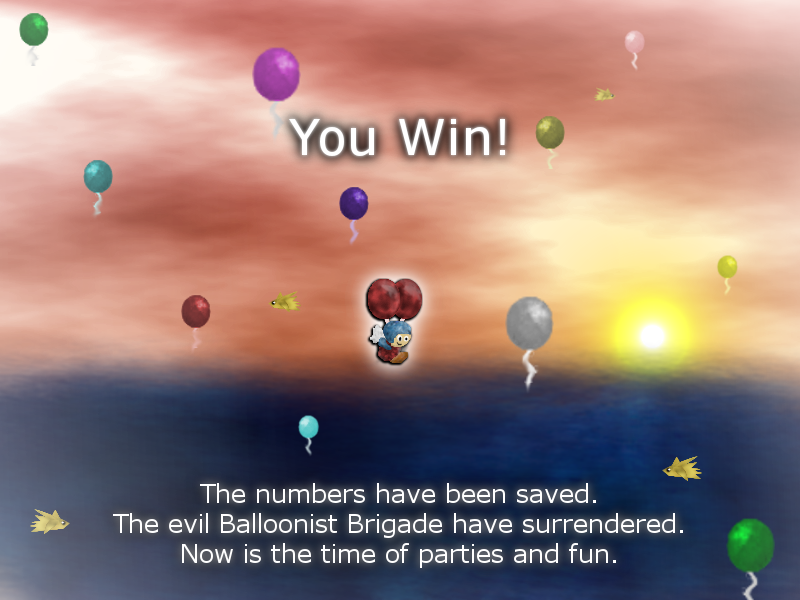 You Win!
The numbers have been saved.
The evil Balloonist Brigade have surrendered.
Now is the time of parties and fun.